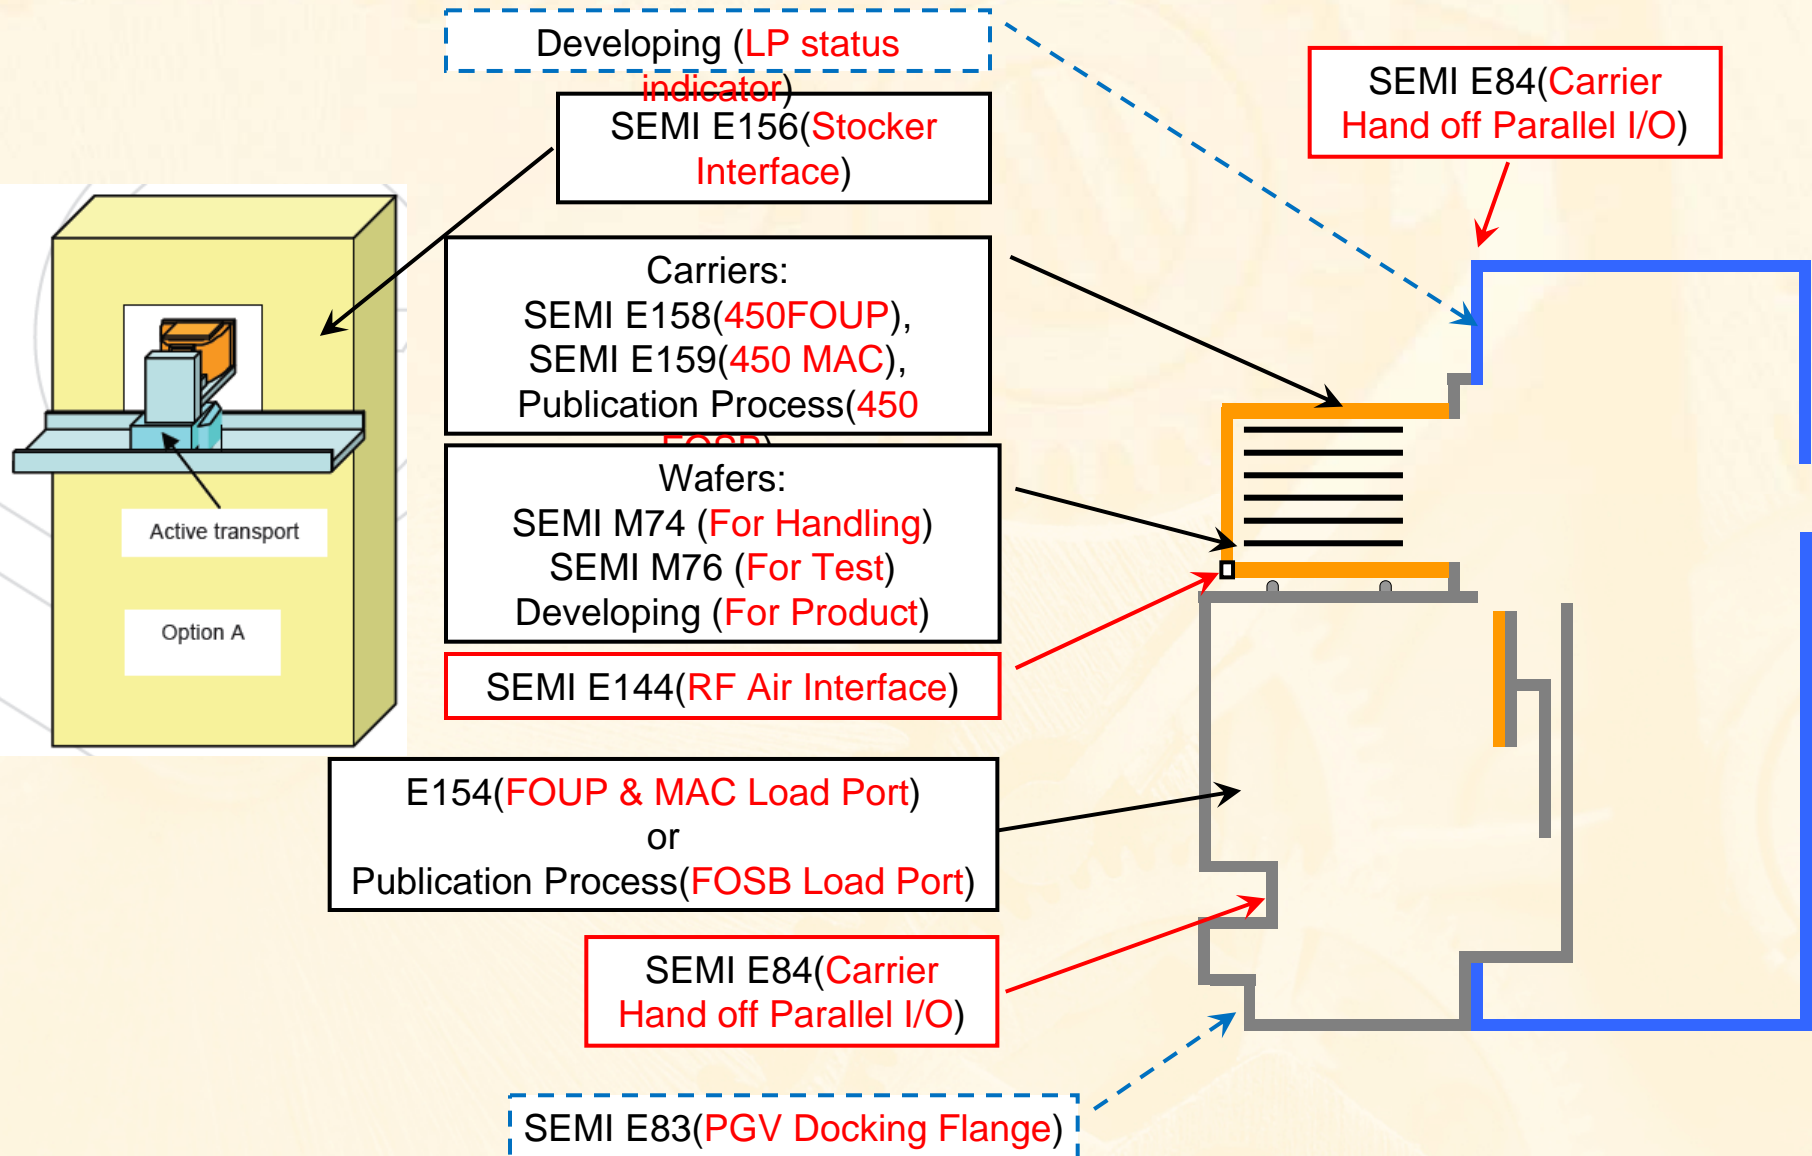 Developing (LP status
indicator)
SEMI E84(Carrier
Hand off Parallel I/O)
SEMI E156(Stocker
Interface)
Carriers:
SEMI E158(450FOUP),
SEMI E159(450 MAC),
Publication Process(450
FOSB)
Wafers:
SEMI M74 (For Handling)
SEMI M76 (For Test)
Developing (For Product)
Active transport
Option A
SEMI E144(RF Air Interface)
E154(FOUP & MAC Load Port)
or
Publication Process(FOSB Load Port)
SEMI E84(Carrier
Hand off Parallel I/O)
SEMI E83(PGV Docking Flange)